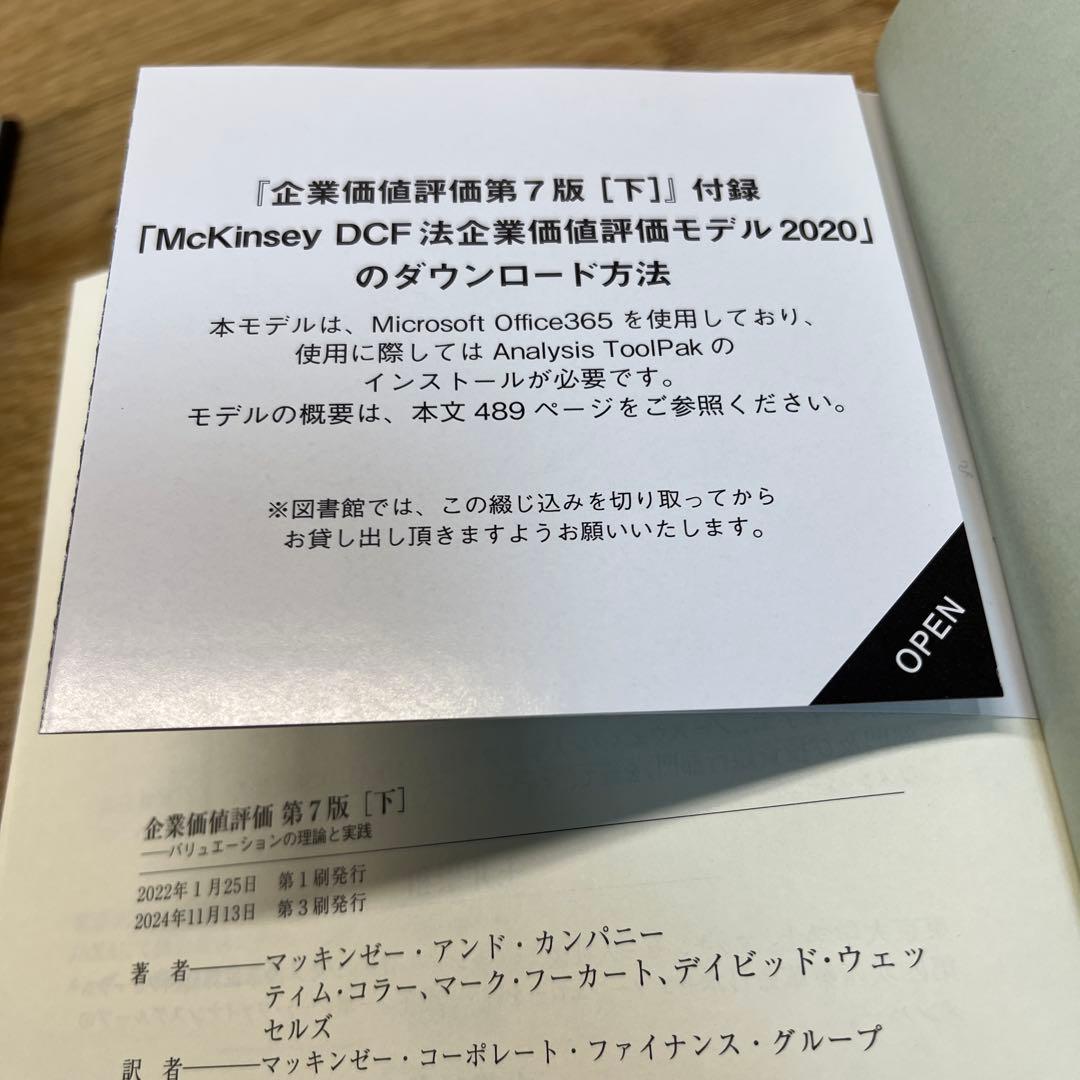 『企業価値評価第7版［下］』付録
「McKinsey DCF 法企業価値評価モデル 2020」
のダウンロード方法
本モデルは、Microsoft Office365 を使用しており、
使用に際しては Analysis ToolPak の
インストールが必要です。
モデルの概要は、本文 489 ページをご参照ください。
※図書館では、この綴じ込みを切り取ってから
お貸し出し頂きますようお願いいたします。
OPEN
企業価値評価 第7版［下］
――バリュエーションの理論と実践
2022年1月25日　第1刷発行
2024年11月13日　第3刷発行
著　者――マッキンゼー・アンド・カンパニー
ティム・コラー、マーク・フーカート、デイビッド・ウェッ
セルズ
訳　者――マッキンゼー・コーポレート・ファイナンス・グループ